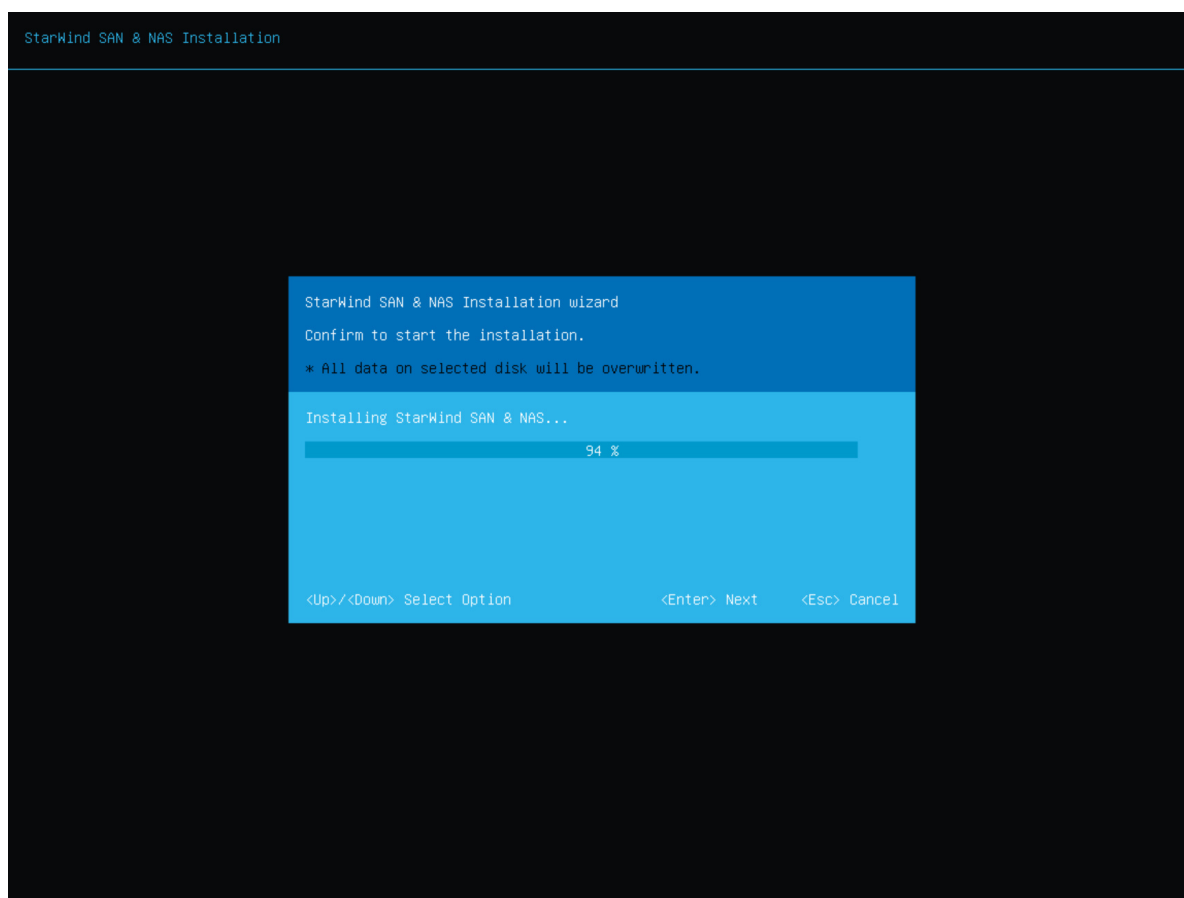 StarWind SAN & NAS Installation
StarWind SAN & NAS Installation wizard
Confirm to start the installation.
* All data on selected disk will be overwritten.
Installing StarWind SAN & NAS...
94 %
<Up>/<Down> Select Option <Enter> Next <Esc> Cancel